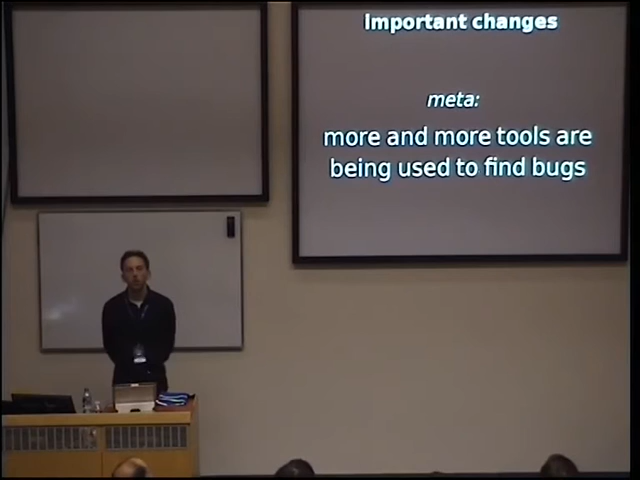 Important changes
meta:
more and more tools are
being used to find bugs